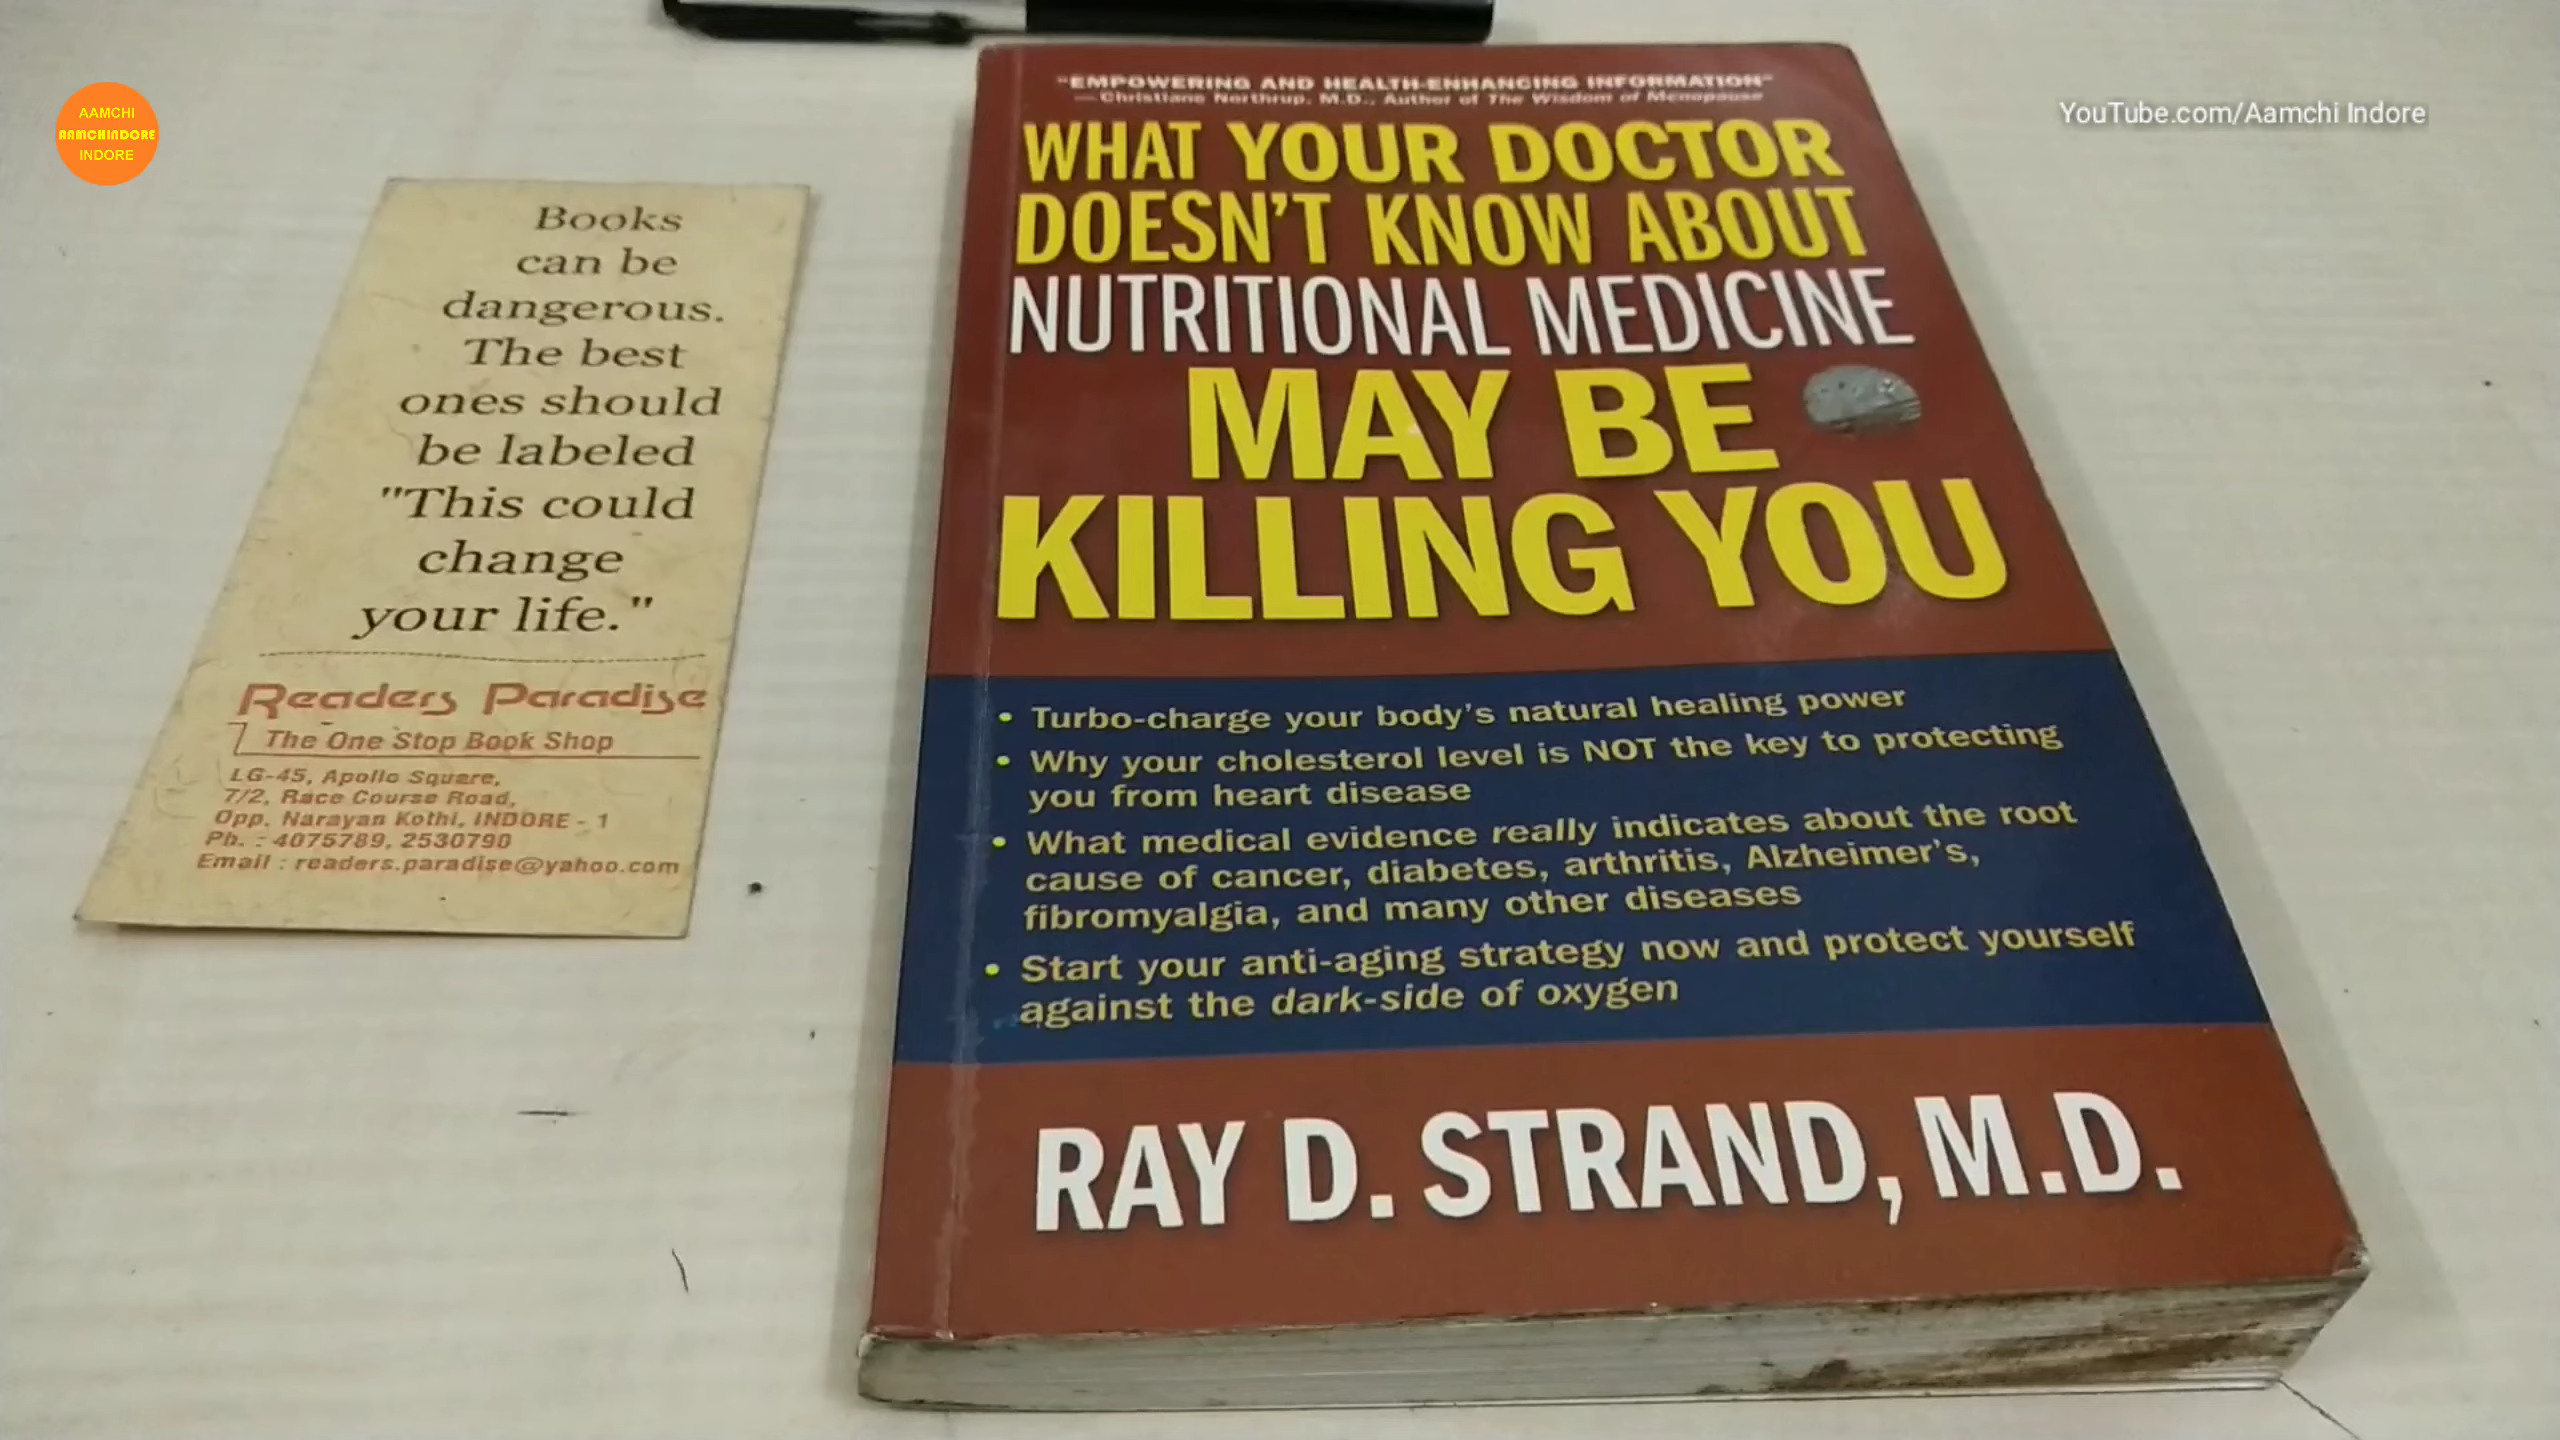 AAMCHI
AAMCHINDORE
INDORE
YouTube.com/Aamchi Indore
Books
can be
dangerous.
The best
ones should
be labeled
"This could
change
your life."
Readers Paradise
The One Stop Book Shop
LG-45, Apollo Square,
7/2, Race Course Road,
Opp. Narayan Kothi, INDORE - 1
Ph. : 4075789, 2530790
Email : readers.paradise@yahoo.com
"EMPOWERING AND HEALTH-ENHANCING INFORMATION"
—Christiane Northrup, M.D., Author of The Wisdom of Menopause
WHAT YOUR DOCTOR
DOESN'T KNOW ABOUT
NUTRITIONAL MEDICINE
MAY BE
KILLING YOU
• Turbo-charge your body's natural healing power
• Why your cholesterol level is NOT the key to protecting
you from heart disease
• What medical evidence really indicates about the root
cause of cancer, diabetes, arthritis, Alzheimer's,
fibromyalgia, and many other diseases
• Start your anti-aging strategy now and protect yourself
against the dark-side of oxygen
RAY D. STRAND, M.D.